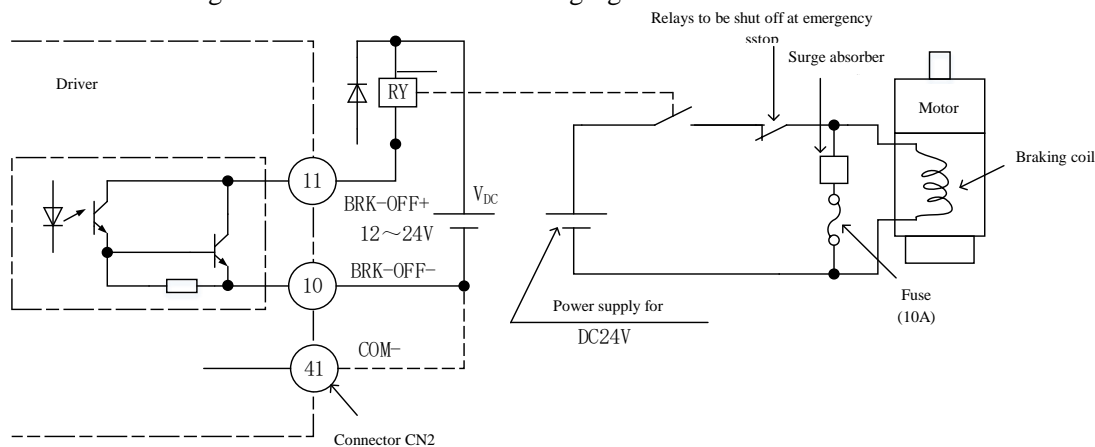 Relays to be shut off at emergency
sstop
Surge absorber
Driver
RY
Motor
Braking coil
11
BRK-OFF+
12～24V
VDC
BRK-OFF-
10
Fuse
(10A)
Power supply for
DC24V
COM-
41
Connector CN2